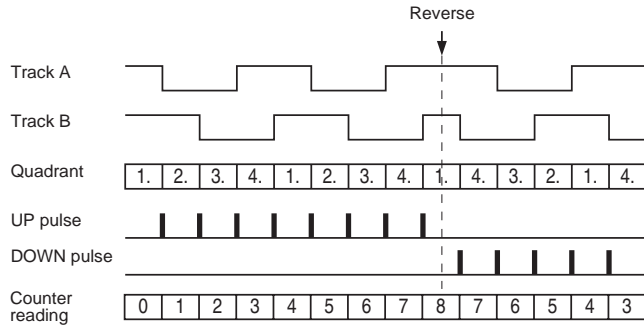 Reverse
Track A
Track B
Quadrant 1. 2. 3. 4. 1. 2. 3. 4. 1. 4. 3. 2. 1. 4.
UP pulse
DOWN pulse
Counter
reading 0 1 2 3 4 5 6 7 8 7 6 5 4 3